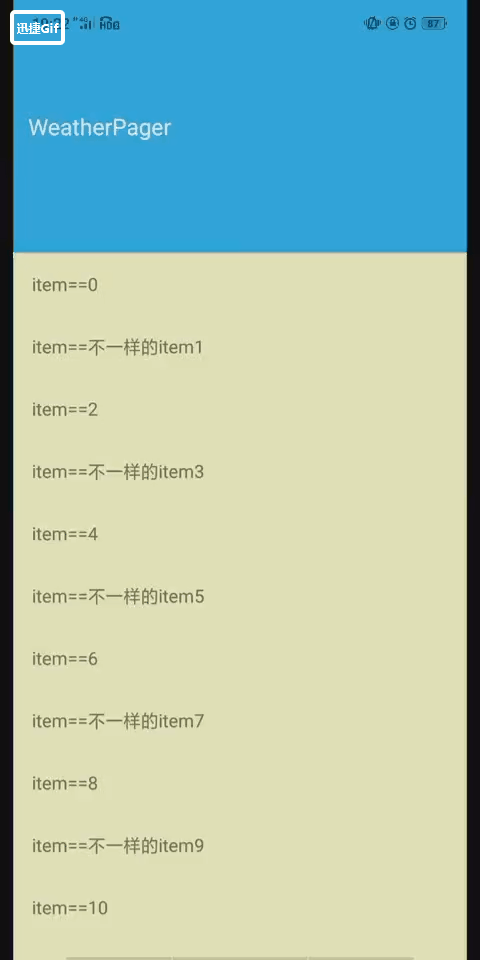 迅捷Gif
4G
HD
87
WeatherPager
item==0
item==不一样的item1
item==2
item==不一样的item3
item==4
item==不一样的item5
item==6
item==不一样的item7
item==8
item==不一样的item9
item==10